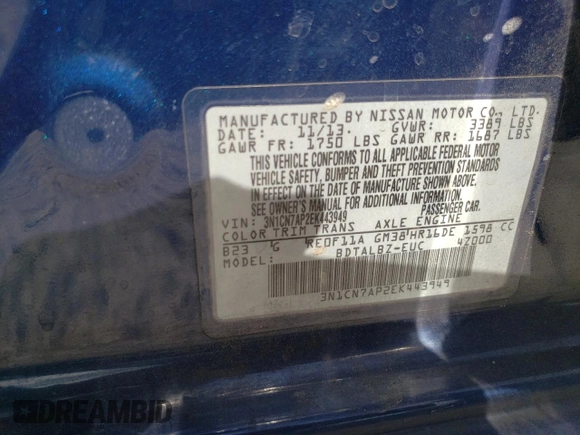 MANUFACTURED BY NISSAN MOTOR CO., LTD.
DATE: 11/13 GVWR: 3389 LBS
GAWR FR: 1750 LBS GAWR RR: 1687 LBS
THIS VEHICLE CONFORMS TO ALL APPLICABLE FEDERAL MOTOR
VEHICLE SAFETY, BUMPER AND THEFT PREVENTION STANDARDS
IN EFFECT ON THE DATE OF MANUFACTURE SHOWN ABOVE.
SEE OWNER'S MANUAL FOR ADDITIONAL INFORMATION.
VIN: 3N1CN7AP2EK443949 PASSENGER CAR.
COLOR TRIM TRANS AXLE ENGINE
B23 G RE0F11A GM38 HR16DE 1598 CC
MODEL: BDTALBZ-EUC 4Z000
3N1CN7AP2EK443949
DREAMBID